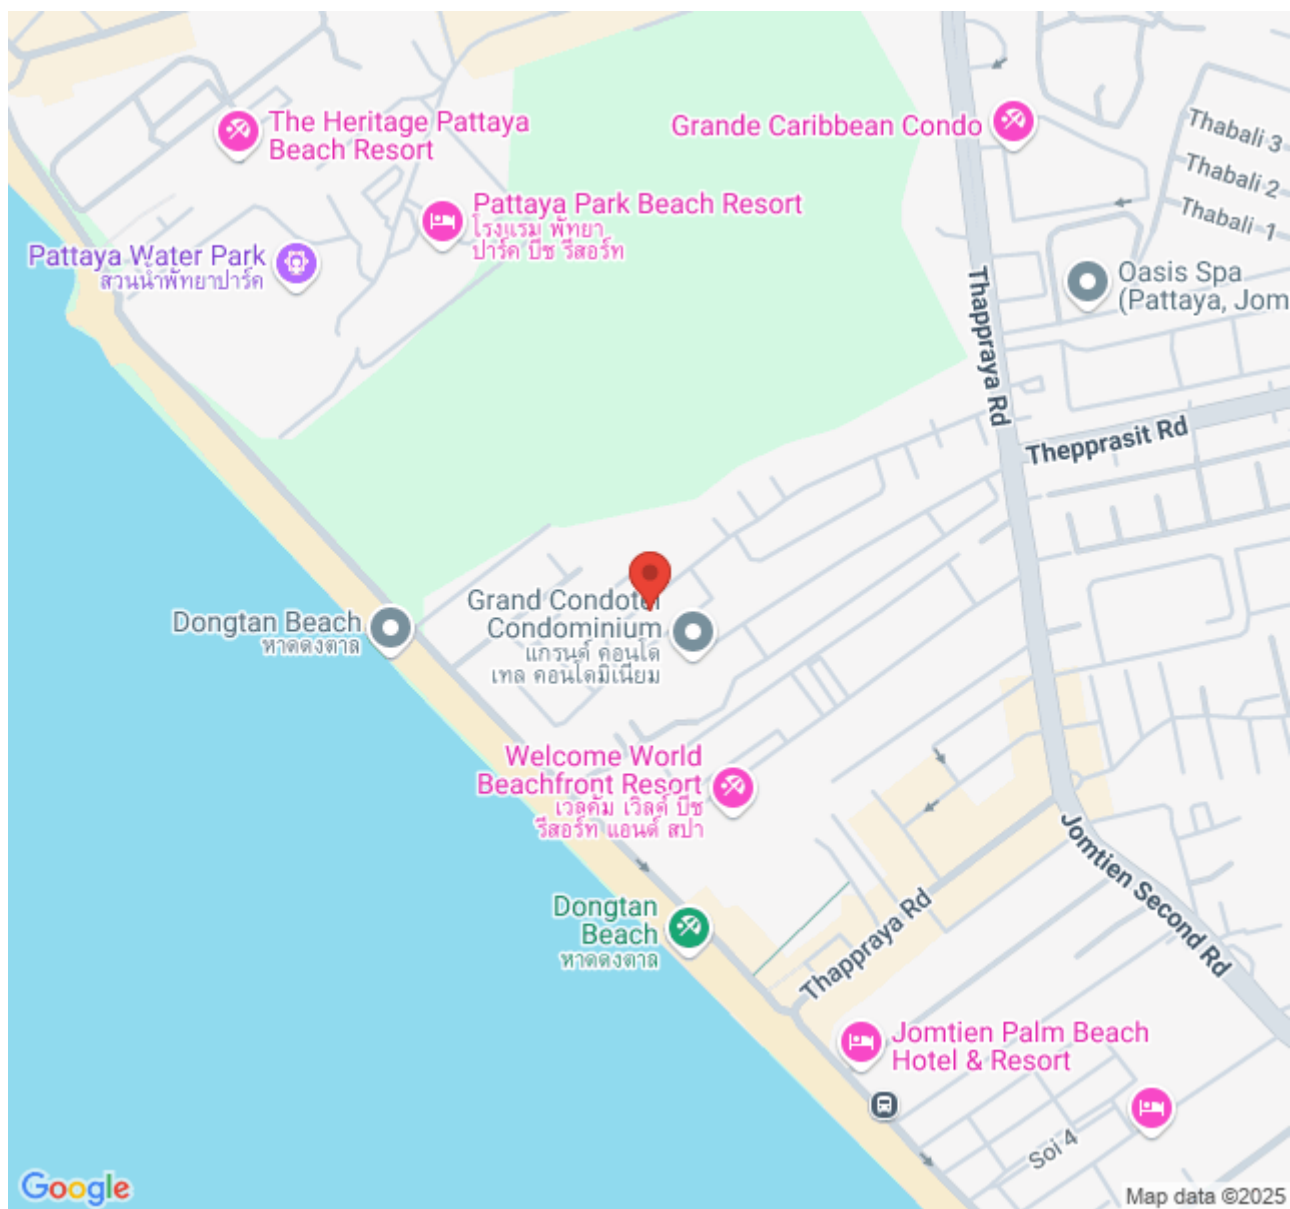 The Heritage Pattaya
Beach Resort
Grande Caribbean Condo
Thabali 3
Thabali 2
Thabali 1
Pattaya Park Beach Resort
โรงแรม พัทยา
ปาร์ค บีช รีสอร์ท
Pattaya Water Park
สวนน้ำพัทยาปาร์ค
Oasis Spa
(Pattaya, Jom
Thappraya Rd
Thepprasit Rd
Dongtan Beach
หาดดงตาล
Grand Condotel
Condominium
แกรนด์ คอนโด
เทล คอนโดมิเนียม
Welcome World
Beachfront Resort
เวลคัม เวิลด์ บีช
รีสอร์ท แอนด์ สปา
Jomtien Second Rd
Dongtan
Beach
หาดดงตาล
Thappraya Rd
Jomtien Palm Beach
Hotel & Resort
Soi 4
Google
Map data ©2025